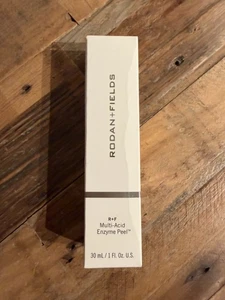 RODAN+FIELDS
R+F
Multi-Acid
Enzyme Peel™
30 mL / 1 Fl. Oz. U.S.